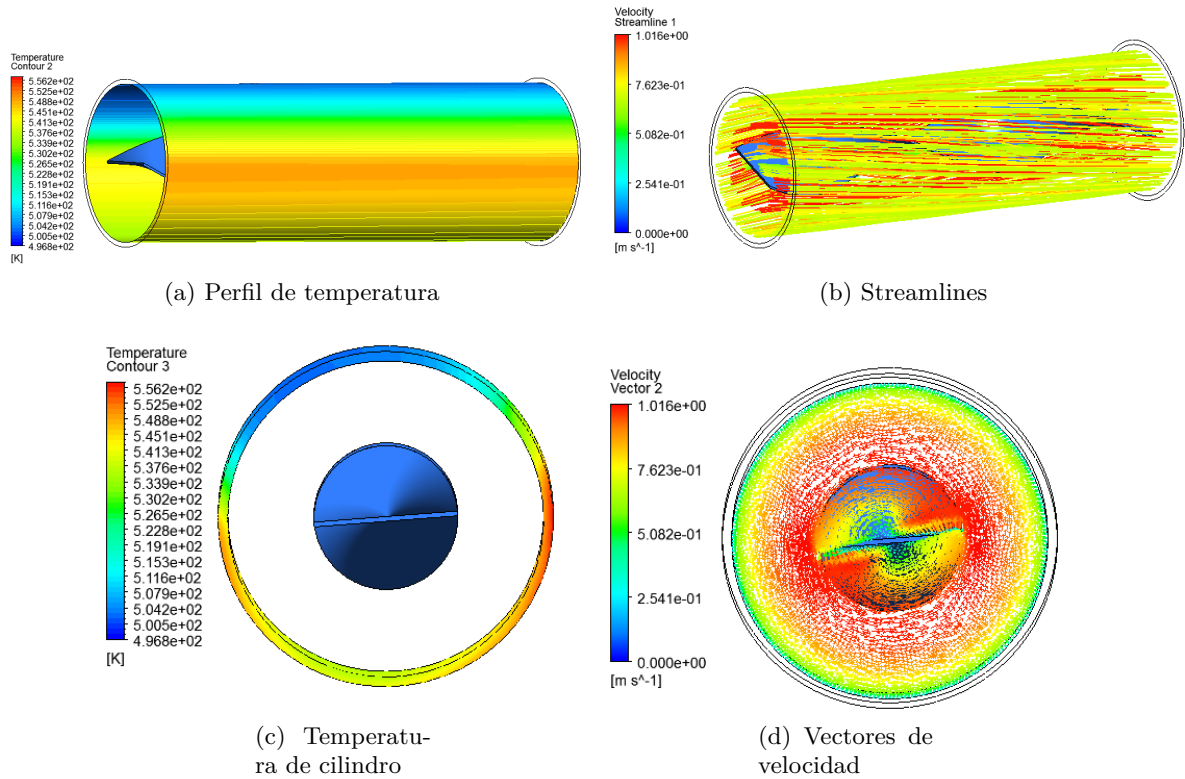 Temperature
Contour 2
5.562e+02
5.525e+02
5.488e+02
5.451e+02
5.413e+02
5.376e+02
5.339e+02
5.302e+02
5.265e+02
5.228e+02
5.191e+02
5.153e+02
5.116e+02
5.079e+02
5.042e+02
5.005e+02
4.968e+02
[K]
(a) Perfil de temperatura
Velocity
Streamline 1
1.016e+00
7.623e-01
5.082e-01
2.541e-01
0.000e+00
[m s^-1]
(b) Streamlines
Temperature
Contour 3
5.562e+02
5.525e+02
5.488e+02
5.451e+02
5.413e+02
5.376e+02
5.339e+02
5.302e+02
5.265e+02
5.228e+02
5.191e+02
5.153e+02
5.116e+02
5.079e+02
5.042e+02
5.005e+02
4.968e+02
[K]
(c) Temperatu-
ra de cilindro
Velocity
Vector 2
1.016e+00
7.623e-01
5.082e-01
2.541e-01
0.000e+00
[m s^-1]
(d) Vectores de
velocidad